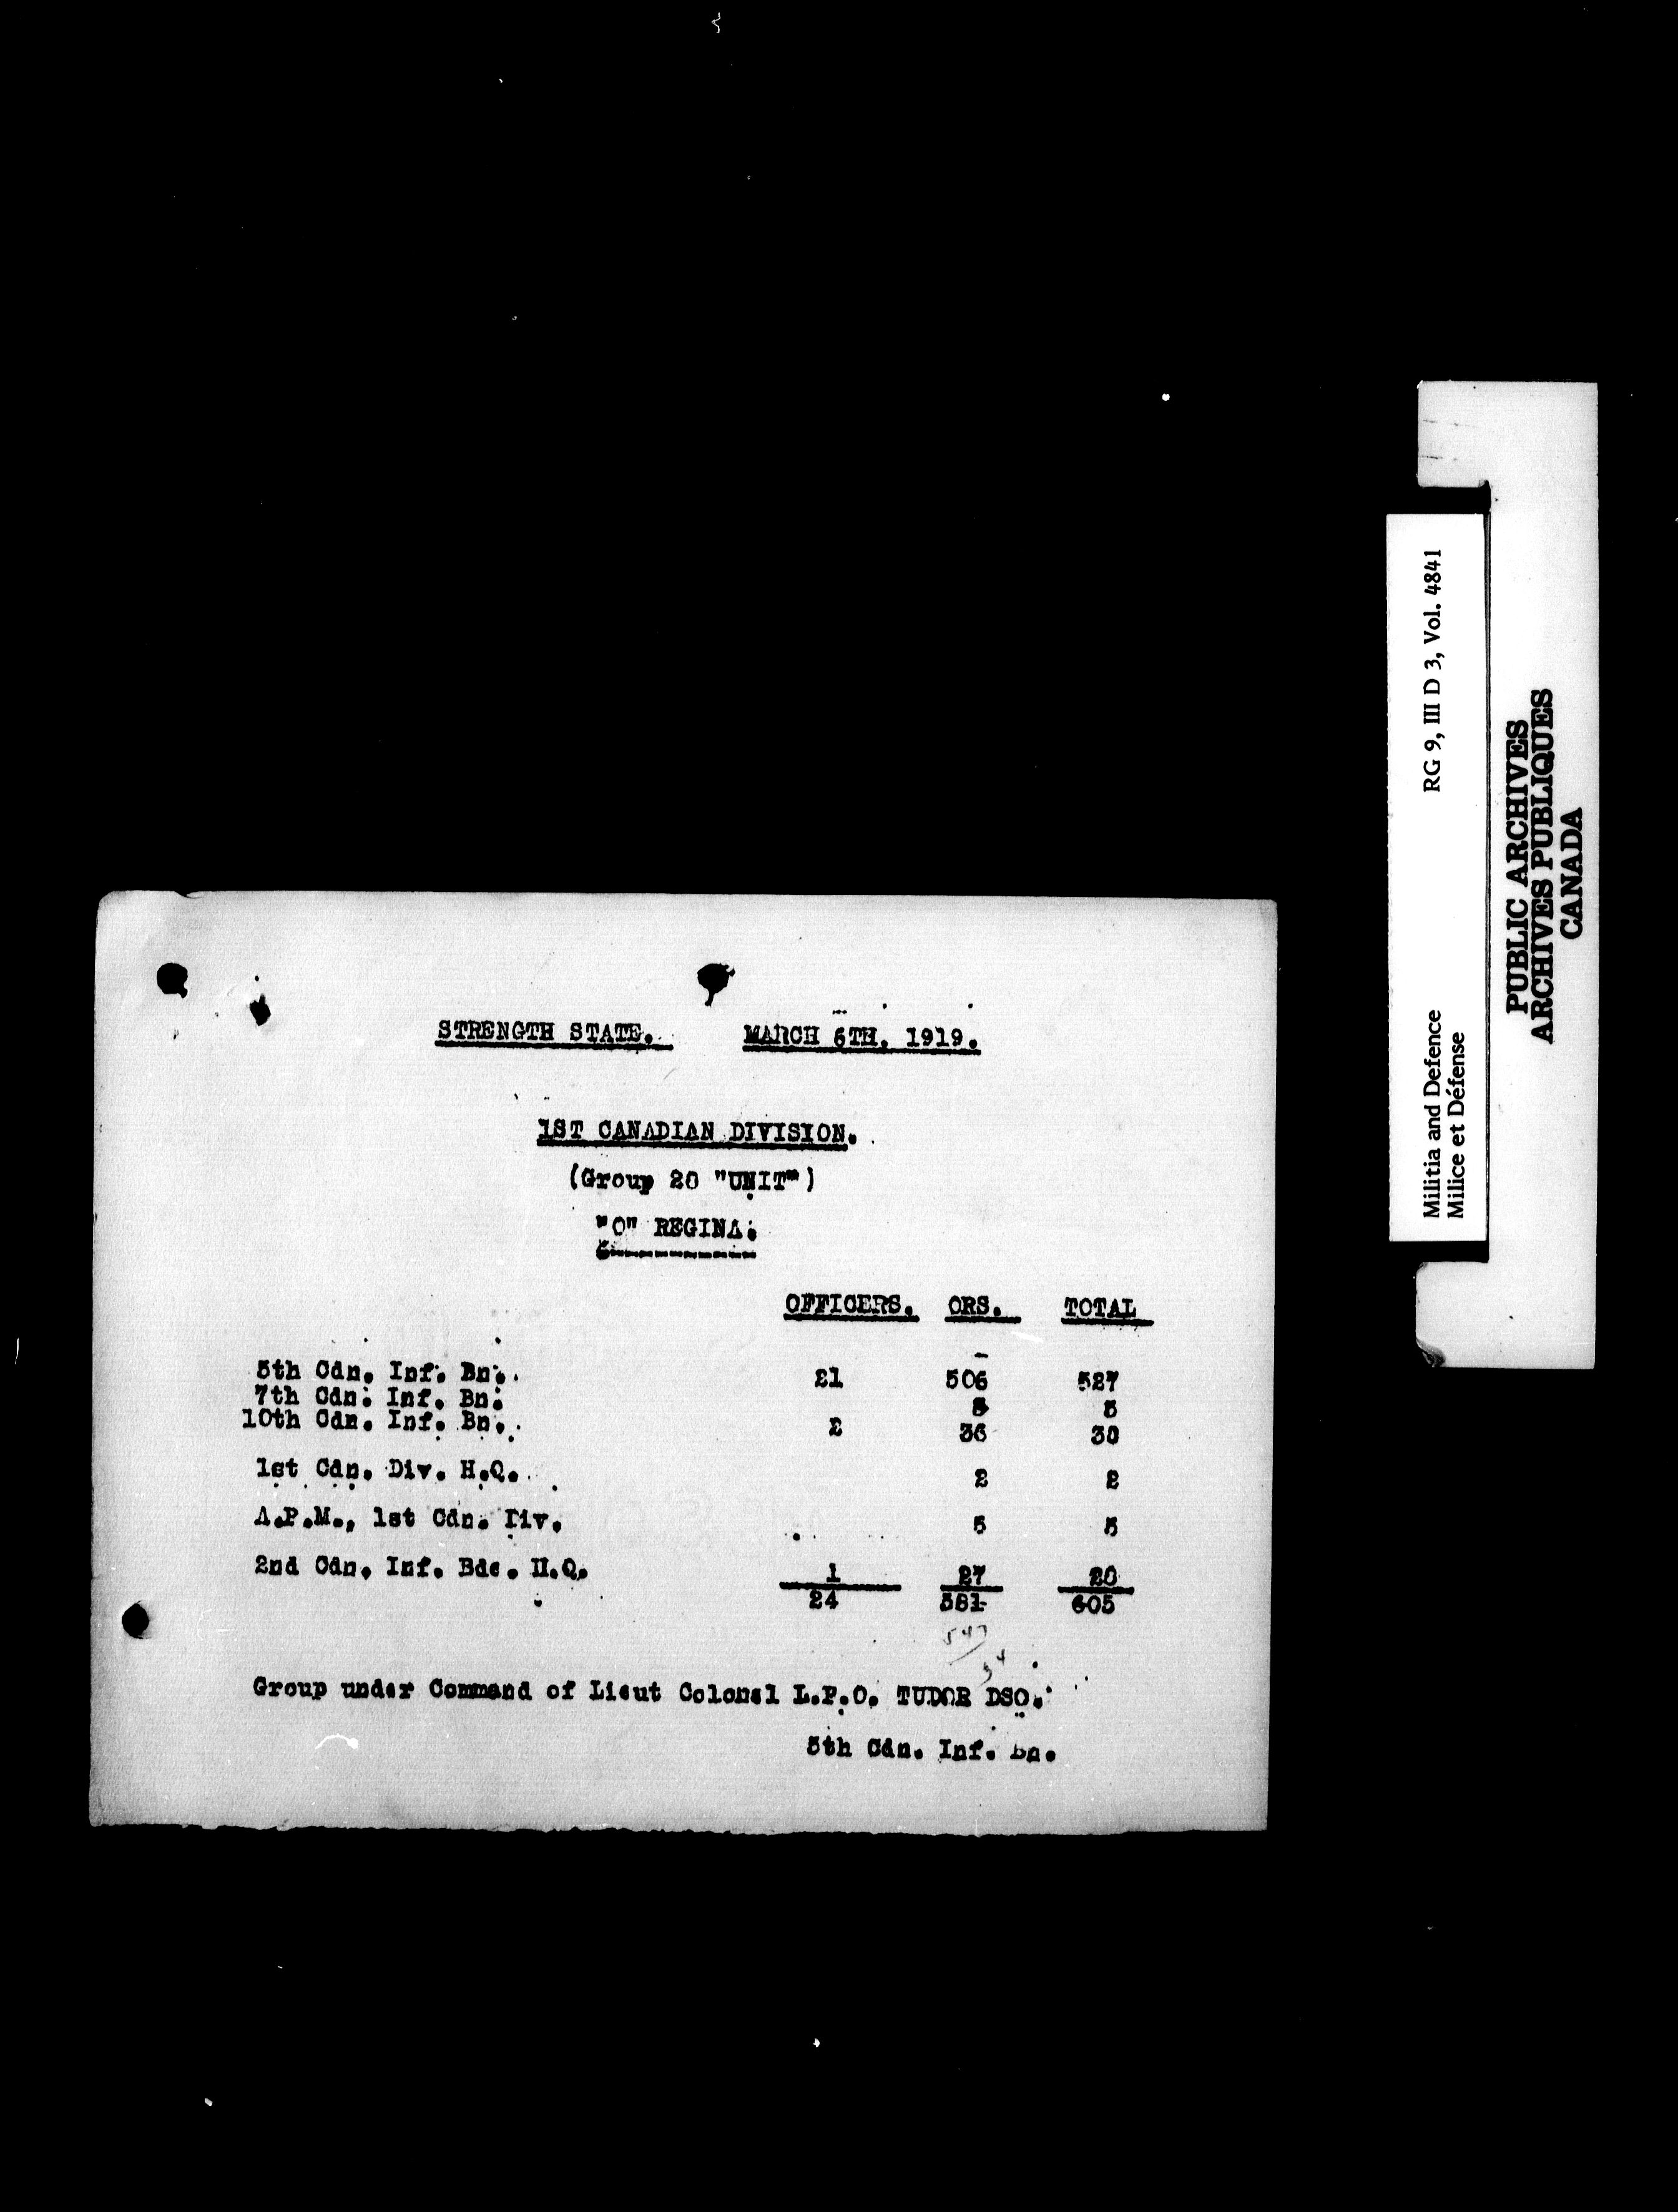 STRENGTH STATE. MARCH 6TH. 1919.
1ST CANADIAN DIVISION.
(Group 20 "UNIT")
"O" REGINA.
OFFICERS. ORS. TOTAL
5th Cdn. Inf. Bn. 21 506 527
7th Cdn. Inf. Bn. 5 5
10th Cdn. Inf. Bn. 2 36 38
1st Cdn. Div. H.Q. 2 2
A.P.M., 1st Cdn. Div. 5 5
2nd Cdn. Inf. Bde. H.Q. 1 27 28
24 581 605
Group under Command of Lieut Colonel L.P.O. TUDOR DSO.
5th Cdn. Inf. Bn.
Militia and Defence RG 9, III D 3, Vol. 4841
Milice et Défense
PUBLIC ARCHIVES
ARCHIVES PUBLIQUES
CANADA